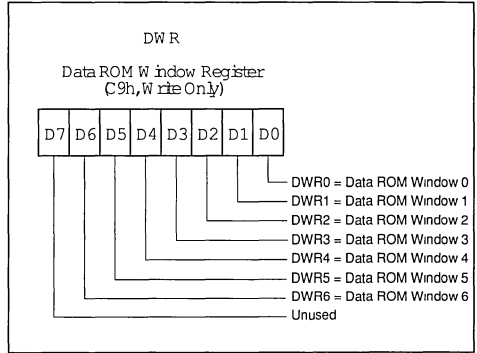 DWR
Data ROM Window Register
(C9h, Write Only)
D7 D6 D5 D4 D3 D2 D1 D0
DWR0 = Data ROM Window 0
DWR1 = Data ROM Window 1
DWR2 = Data ROM Window 2
DWR3 = Data ROM Window 3
DWR4 = Data ROM Window 4
DWR5 = Data ROM Window 5
DWR6 = Data ROM Window 6
Unused